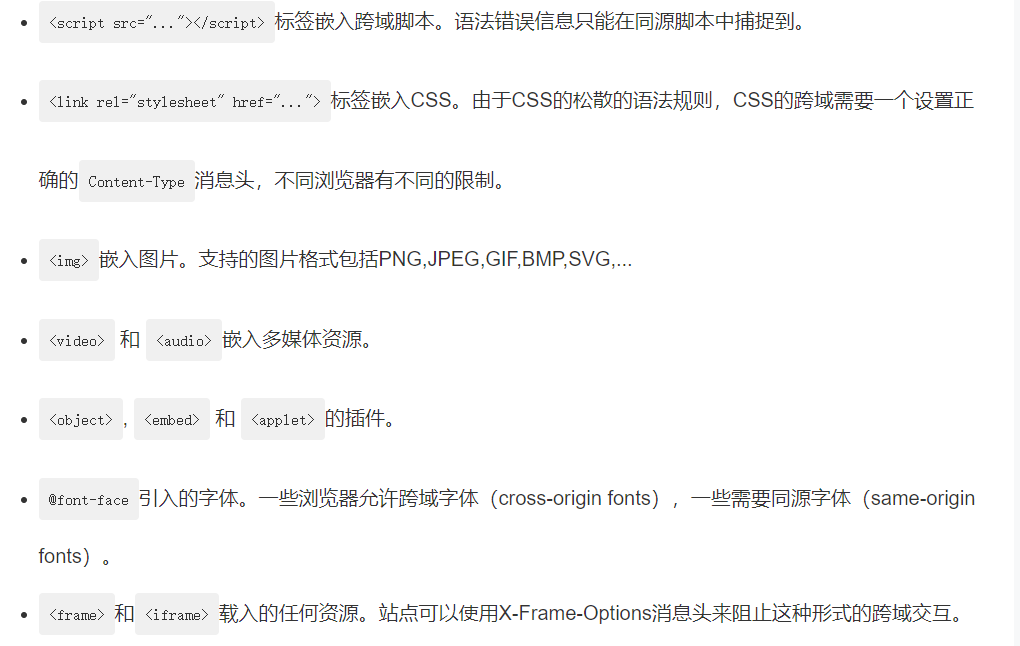 <script src="..."></script> 标签嵌入跨域脚本。语法错误信息只能在同源脚本中捕捉到。
<link rel="stylesheet" href="..."> 标签嵌入CSS。由于CSS的松散的语法规则，CSS的跨域需要一个设置正
确的 Content-Type 消息头，不同浏览器有不同的限制。
<img> 嵌入图片。支持的图片格式包括PNG,JPEG,GIF,BMP,SVG,...
<video> 和 <audio> 嵌入多媒体资源。
<object> , <embed> 和 <applet> 的插件。
@font-face 引入的字体。一些浏览器允许跨域字体（cross-origin fonts），一些需要同源字体（same-origin
fonts）。
<frame> 和 <iframe> 载入的任何资源。站点可以使用X-Frame-Options消息头来阻止这种形式的跨域交互。